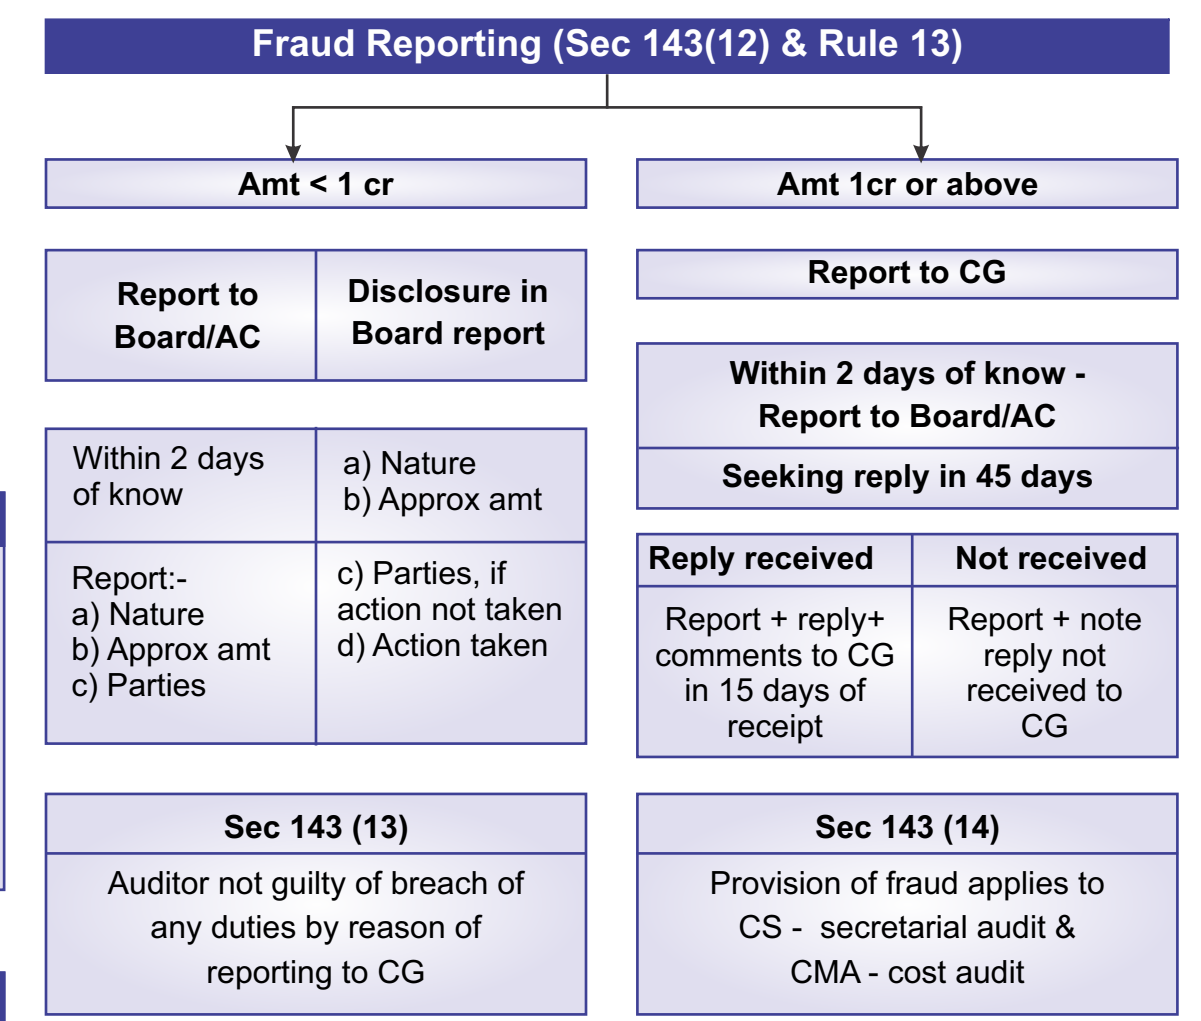 Fraud Reporting (Sec 143(12) & Rule 13)
Amt < 1 cr
Report to
Board/AC
Disclosure in
Board report
Within 2 days
of know
a) Nature
b) Approx amt
Report:-
a) Nature
b) Approx amt
c) Parties
c) Parties, if
action not taken
d) Action taken
Amt 1cr or above
Report to CG
Within 2 days of know -
Report to Board/AC
Seeking reply in 45 days
Reply received
Report + reply+
comments to CG
in 15 days of
receipt
Not received
Report + note
reply not
received to
CG
Sec 143 (13)
Auditor not guilty of breach of
any duties by reason of
reporting to CG
Sec 143 (14)
Provision of fraud applies to
CS - secretarial audit &
CMA - cost audit